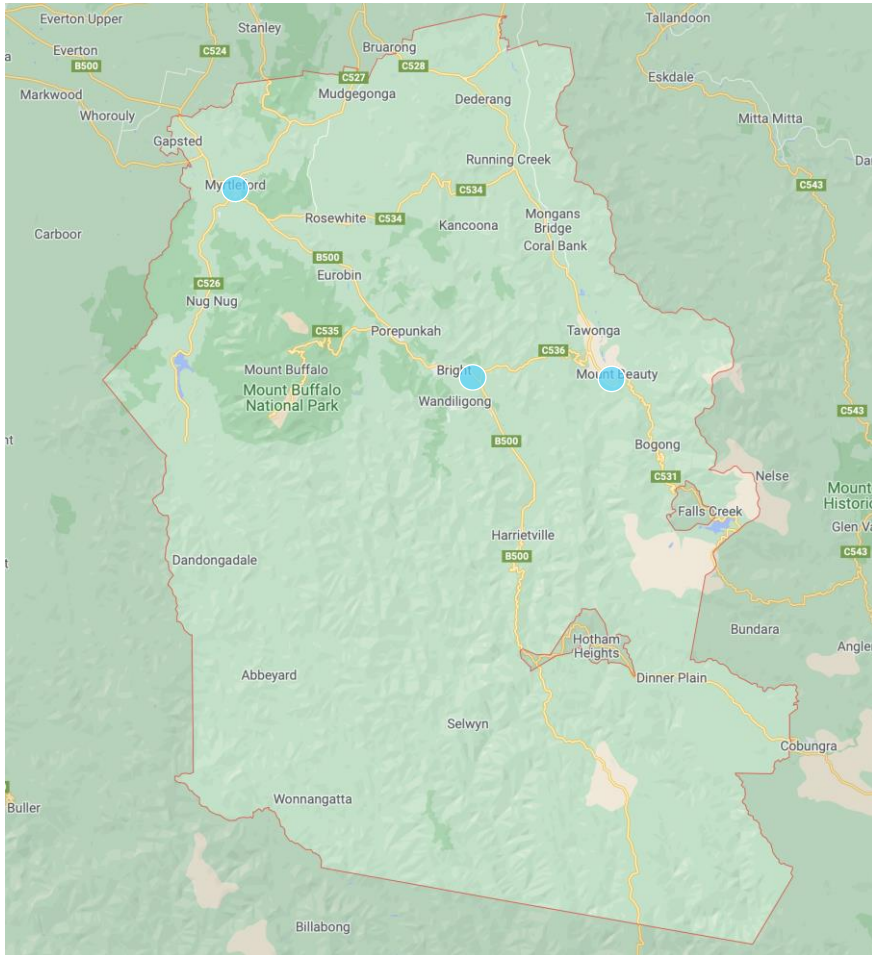 Everton Upper
Stanley
Tallandoon
Everton
C524
Bruarong
B500
C528
C527
Eskdale
Markwood
Mudgegonga
Dederang
Whorouly
Mitta Mitta
Gapsted
Running Creek
Myrtleford
C534
C543
Rosewhite
C534
Mongans
Bridge
Kancoona
Carboor
Coral Bank
B500
Eurobin
C526
Nug Nug
C535
Porepunkah
Tawonga
C536
Mount Buffalo
Bright
Mount Beauty
Mount Buffalo
National Park
Wandiligong
C543
B500
Bogong
C531
Nelse
Mount
Historic
Falls Creek
Glen Va
Harrietville
C543
B500
Dandongadale
Bundara
Hotham
Heights
Angler
Abbeyard
Dinner Plain
Selwyn
Cobungra
Wonnangatta
Buller
Billabong